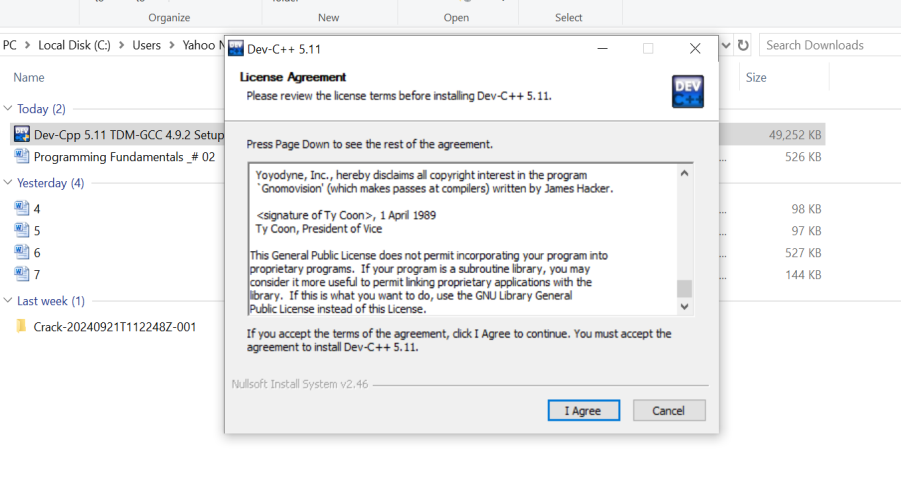 Organize
New
Open
Select
PC > Local Disk (C:) > Users > Yahoo N
Search Downloads
Name
Size
Today (2)
Dev-Cpp 5.11 TDM-GCC 4.9.2 Setup
49,252 KB
Programming Fundamentals _# 02
526 KB
Yesterday (4)
4
98 KB
5
97 KB
6
527 KB
7
144 KB
Last week (1)
Crack-20240921T112248Z-001
Dev-C++ 5.11
License Agreement
Please review the license terms before installing Dev-C++ 5.11.
DEV
C++
Press Page Down to see the rest of the agreement.
Yoyodyne, Inc., hereby disclaims all copyright interest in the program
`Gnomovision' (which makes passes at compilers) written by James Hacker.
<signature of Ty Coon>, 1 April 1989
Ty Coon, President of Vice
This General Public License does not permit incorporating your program into
proprietary programs. If your program is a subroutine library, you may
consider it more useful to permit linking proprietary applications with the
library. If this is what you want to do, use the GNU Library General
Public License instead of this License.
If you accept the terms of the agreement, click I Agree to continue. You must accept the
agreement to install Dev-C++ 5.11.
Nullsoft Install System v2.46
I Agree
Cancel